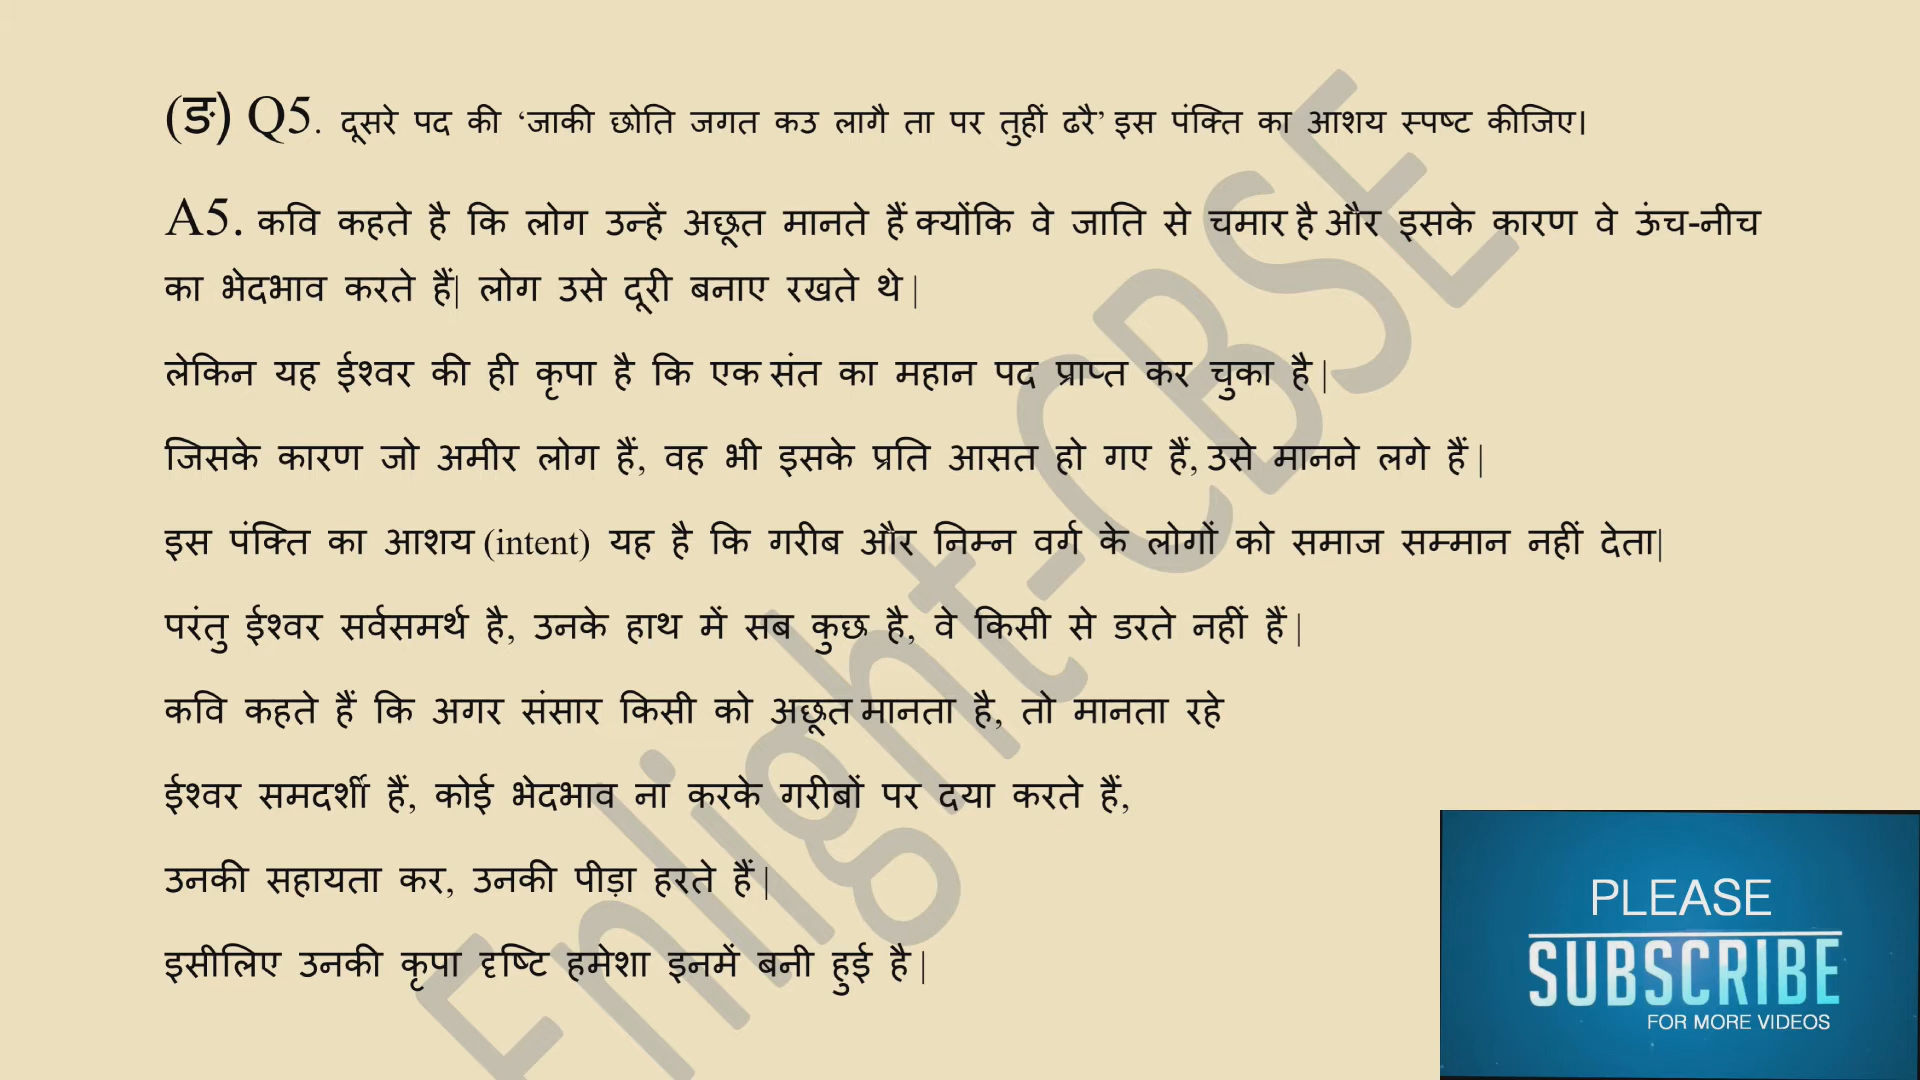 (ङ) Q5. दूसरे पद की ‘जाकी छोति जगत कउ लागै ता पर तुहीं ढरै’ इस पंक्ति का आशय स्पष्ट कीजिए।
A5. कवि कहते है कि लोग उन्हें अछूत मानते हैं क्योंकि वे जाति से चमार है और इसके कारण वे ऊंच-नीच
का भेदभाव करते हैं| लोग उसे दूरी बनाए रखते थे |
लेकिन यह ईश्वर की ही कृपा है कि एक संत का महान पद प्राप्त कर चुका है |
जिसके कारण जो अमीर लोग हैं, वह भी इसके प्रति आसत हो गए हैं, उसे मानने लगे हैं |
इस पंक्ति का आशय (intent) यह है कि गरीब और निम्न वर्ग के लोगों को समाज सम्मान नहीं देता|
परंतु ईश्वर सर्वसमर्थ है, उनके हाथ में सब कुछ है, वे किसी से डरते नहीं हैं |
कवि कहते हैं कि अगर संसार किसी को अछूत मानता है, तो मानता रहे
ईश्वर समदर्शी हैं, कोई भेदभाव ना करके गरीबों पर दया करते हैं,
उनकी सहायता कर, उनकी पीड़ा हरते हैं |
इसीलिए उनकी कृपा दृष्टि हमेशा इनमें बनी हुई है |
Enlight-CBSE
PLEASE
SUBSCRIBE
FOR MORE VIDEOS